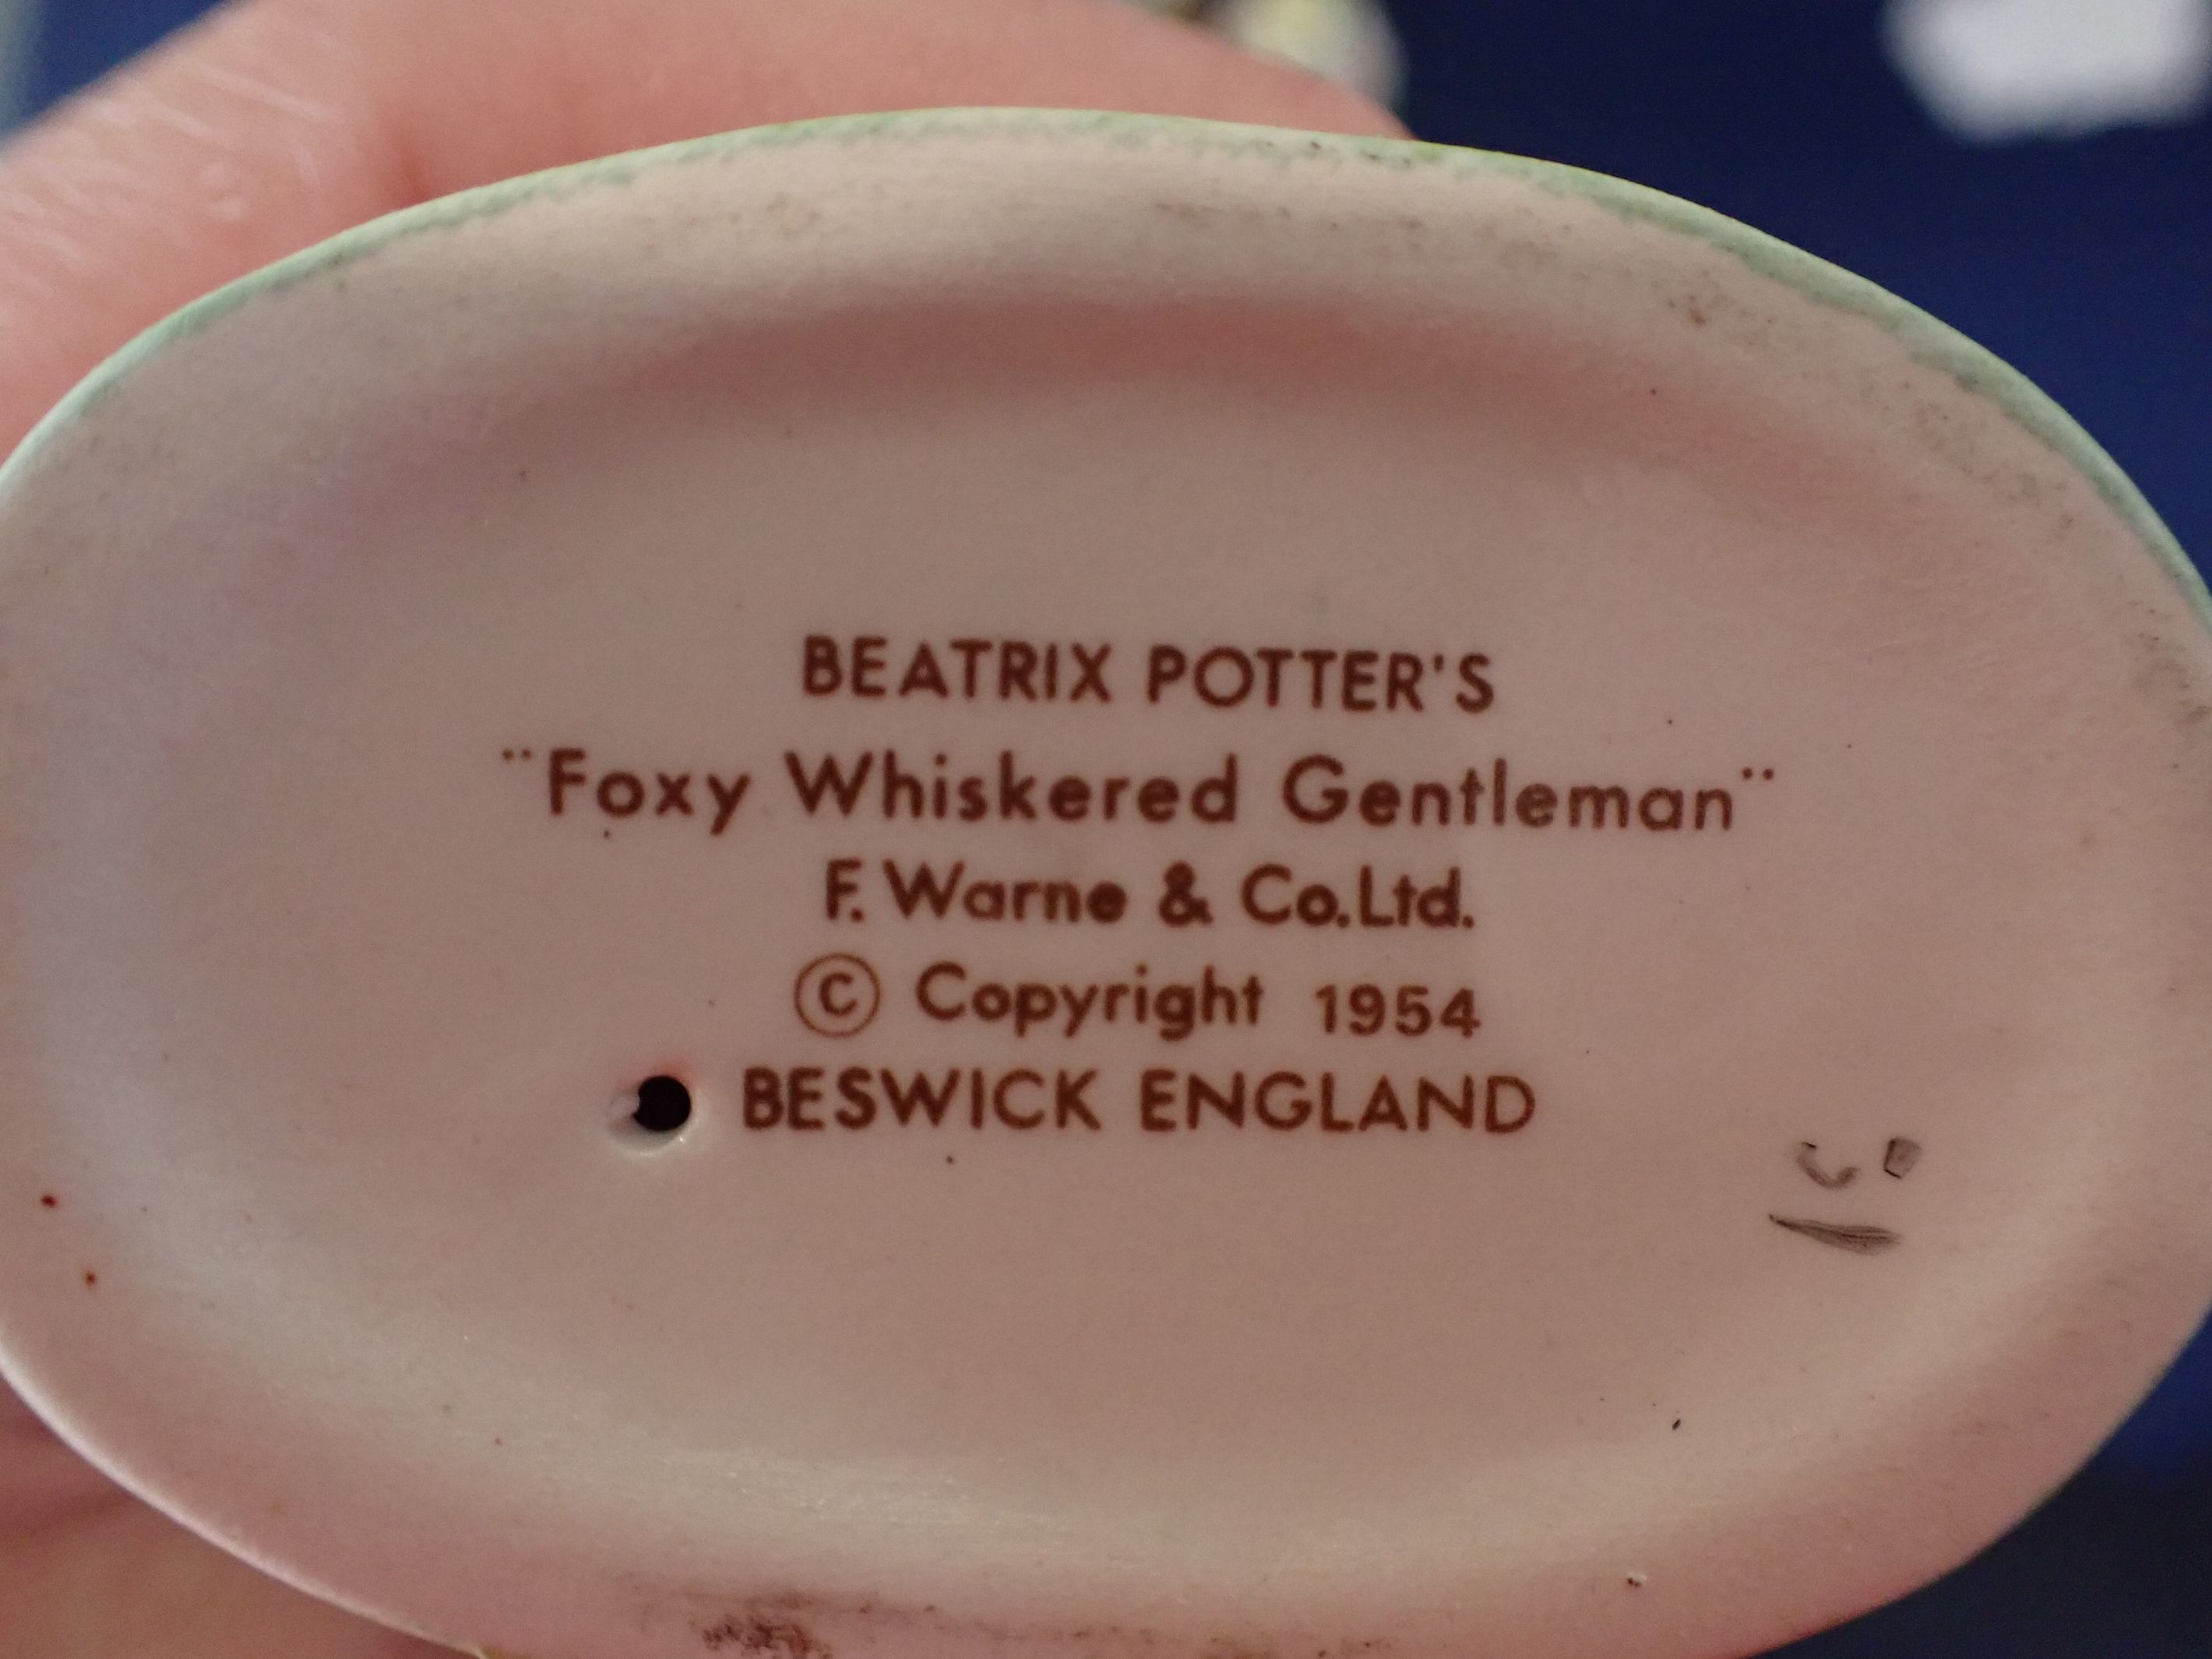 BEATRIX POTTER'S
¨Foxy Whiskered Gentleman¨
F. Warne & Co.Ltd.
© Copyright 1954
BESWICK ENGLAND